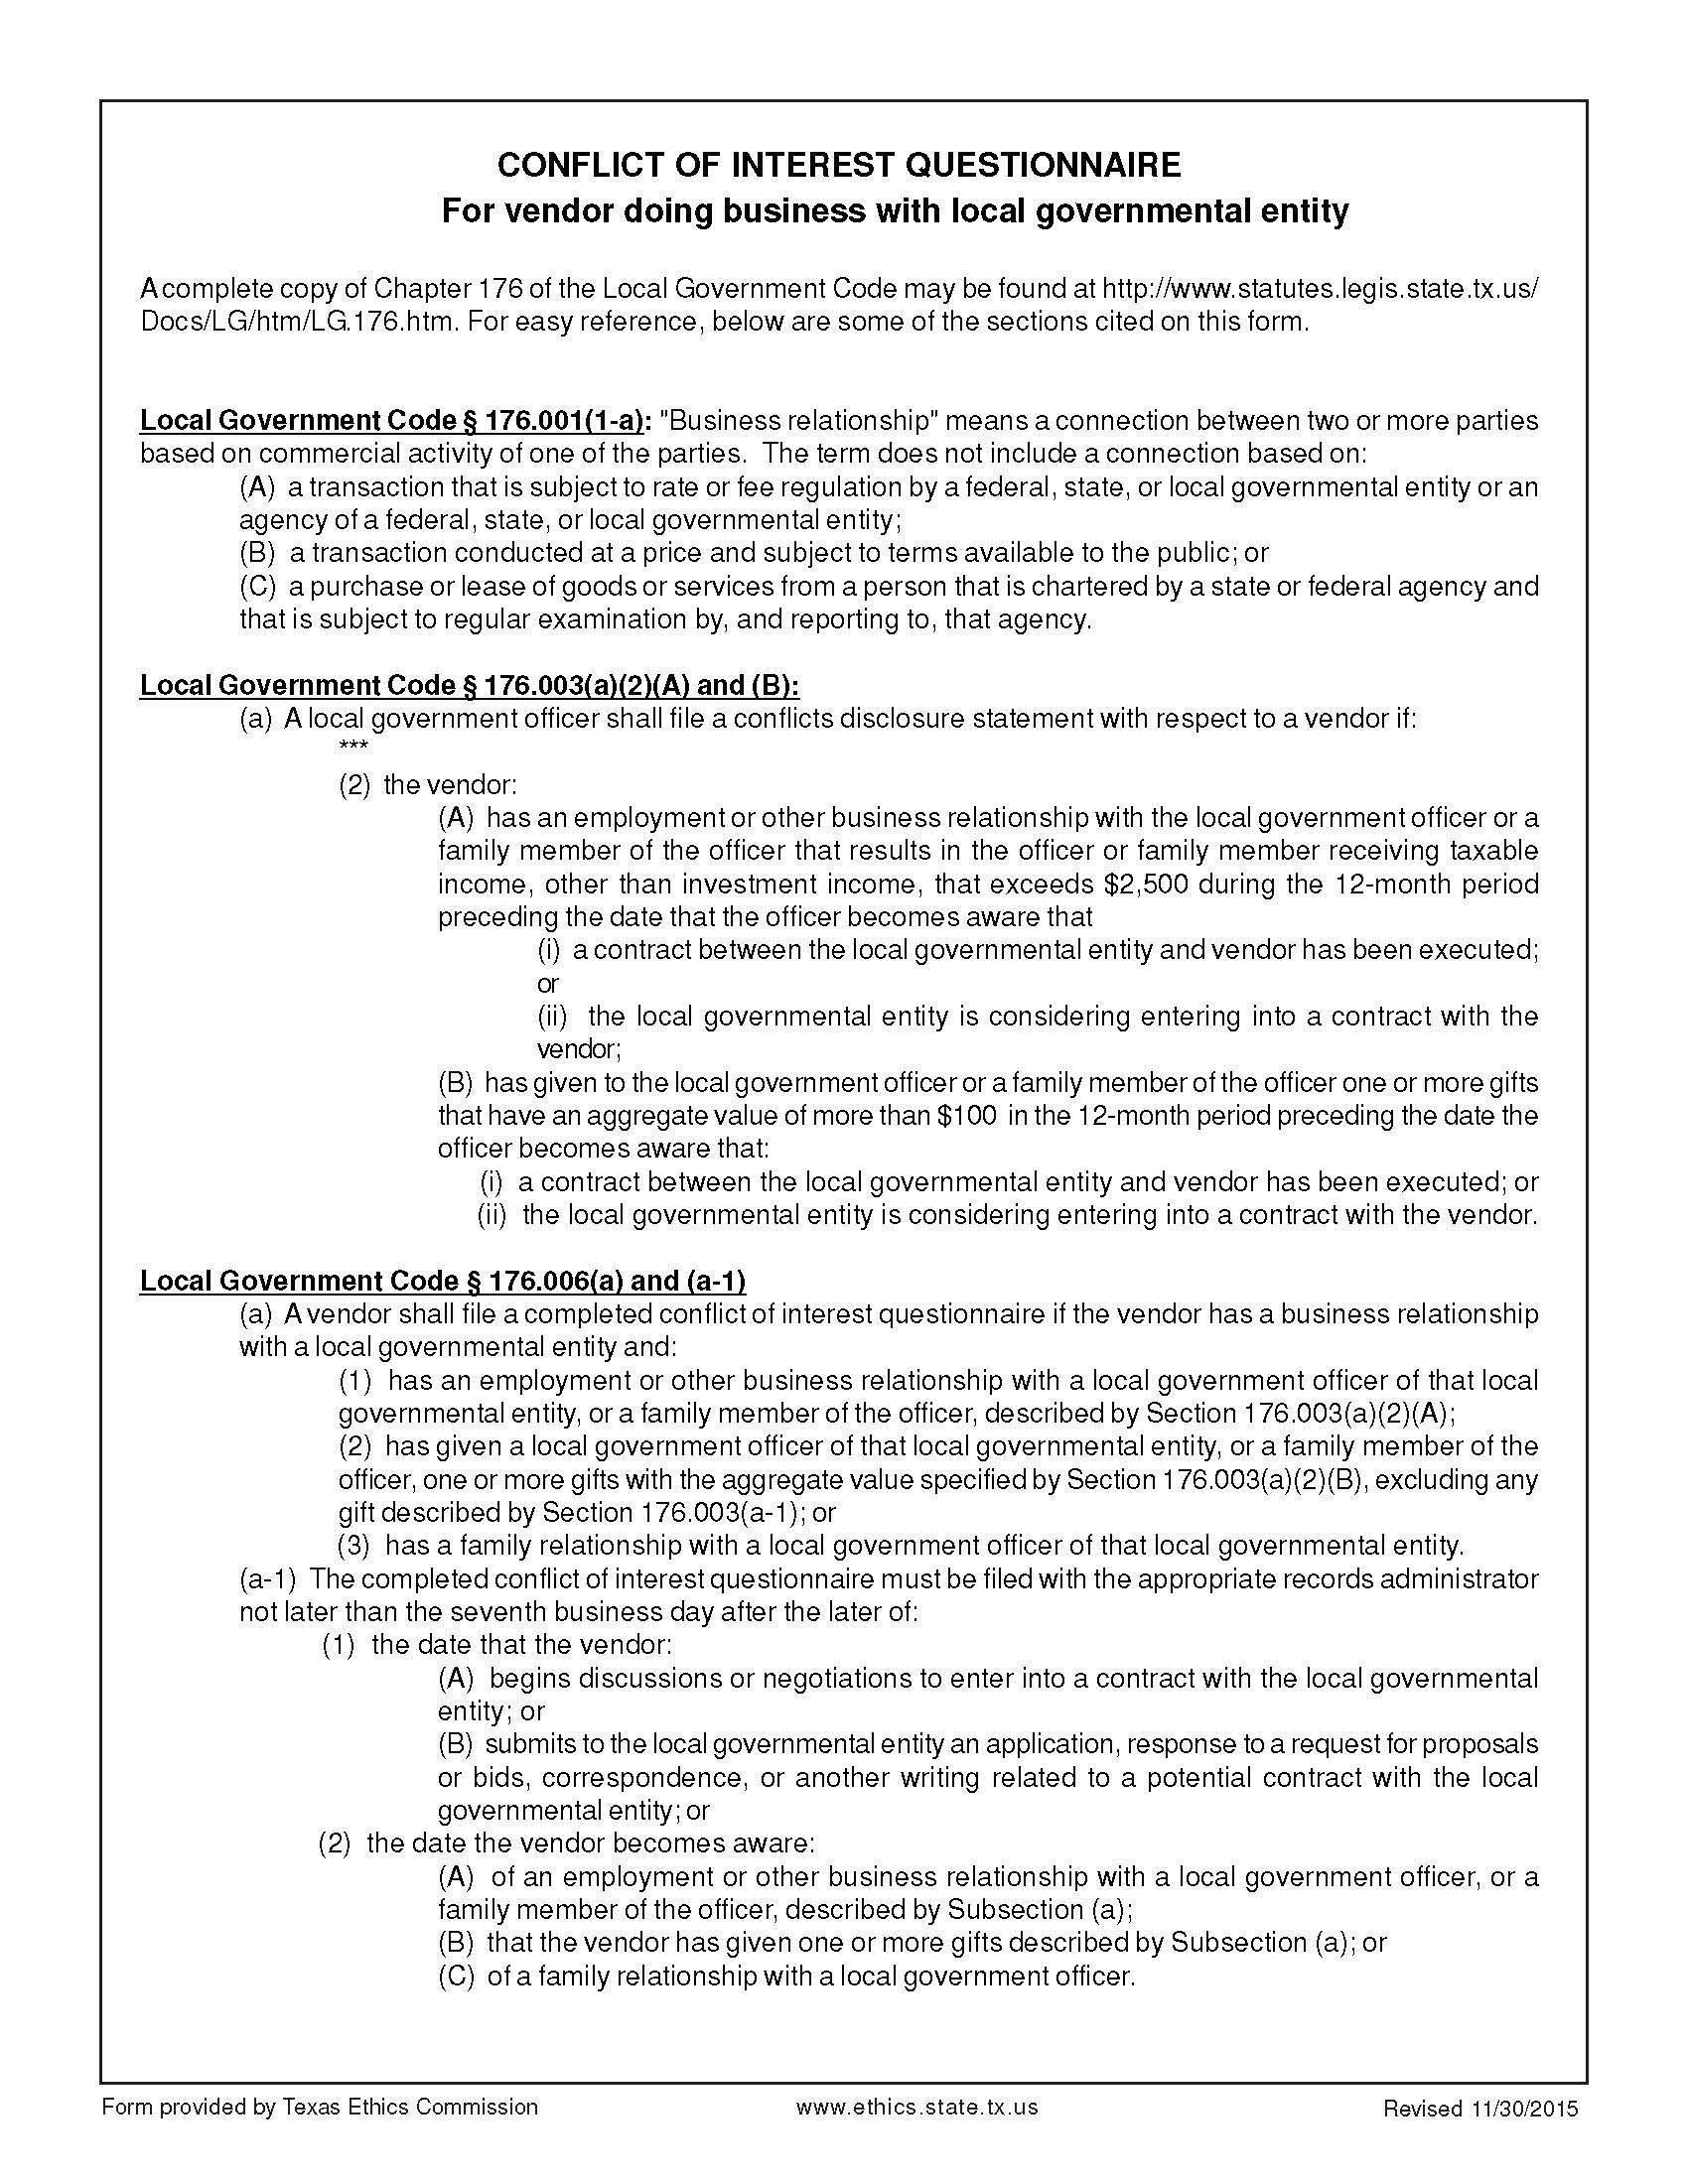 CONFLICT OF INTEREST QUESTIONNAIRE
For vendor doing business with local governmental entity
A complete copy of Chapter 176 of the Local Government Code may be found at http://www.statutes.legis.state.tx.us/
Docs/LG/htm/LG.176.htm. For easy reference, below are some of the sections cited on this form.
Local Government Code § 176.001(1-a): "Business relationship" means a connection between two or more parties
based on commercial activity of one of the parties. The term does not include a connection based on:
(A) a transaction that is subject to rate or fee regulation by a federal, state, or local governmental entity or an
agency of a federal, state, or local governmental entity;
(B) a transaction conducted at a price and subject to terms available to the public; or
(C) a purchase or lease of goods or services from a person that is chartered by a state or federal agency and
that is subject to regular examination by, and reporting to, that agency.
Local Government Code § 176.003(a)(2)(A) and (B):
(a) A local government officer shall file a conflicts disclosure statement with respect to a vendor if:
***
(2) the vendor:
(A) has an employment or other business relationship with the local government officer or a
family member of the officer that results in the officer or family member receiving taxable
income, other than investment income, that exceeds $2,500 during the 12-month period
preceding the date that the officer becomes aware that
(i) a contract between the local governmental entity and vendor has been executed;
or
(ii) the local governmental entity is considering entering into a contract with the
vendor;
(B) has given to the local government officer or a family member of the officer one or more gifts
that have an aggregate value of more than $100 in the 12-month period preceding the date the
officer becomes aware that:
(i) a contract between the local governmental entity and vendor has been executed; or
(ii) the local governmental entity is considering entering into a contract with the vendor.
Local Government Code § 176.006(a) and (a-1)
(a) A vendor shall file a completed conflict of interest questionnaire if the vendor has a business relationship
with a local governmental entity and:
(1) has an employment or other business relationship with a local government officer of that local
governmental entity, or a family member of the officer, described by Section 176.003(a)(2)(A);
(2) has given a local government officer of that local governmental entity, or a family member of the
officer, one or more gifts with the aggregate value specified by Section 176.003(a)(2)(B), excluding any
gift described by Section 176.003(a-1); or
(3) has a family relationship with a local government officer of that local governmental entity.
(a-1) The completed conflict of interest questionnaire must be filed with the appropriate records administrator
not later than the seventh business day after the later of:
(1) the date that the vendor:
(A) begins discussions or negotiations to enter into a contract with the local governmental
entity; or
(B) submits to the local governmental entity an application, response to a request for proposals
or bids, correspondence, or another writing related to a potential contract with the local
governmental entity; or
(2) the date the vendor becomes aware:
(A) of an employment or other business relationship with a local government officer, or a
family member of the officer, described by Subsection (a);
(B) that the vendor has given one or more gifts described by Subsection (a); or
(C) of a family relationship with a local government officer.
Form provided by Texas Ethics Commission www.ethics.state.tx.us Revised 11/30/2015